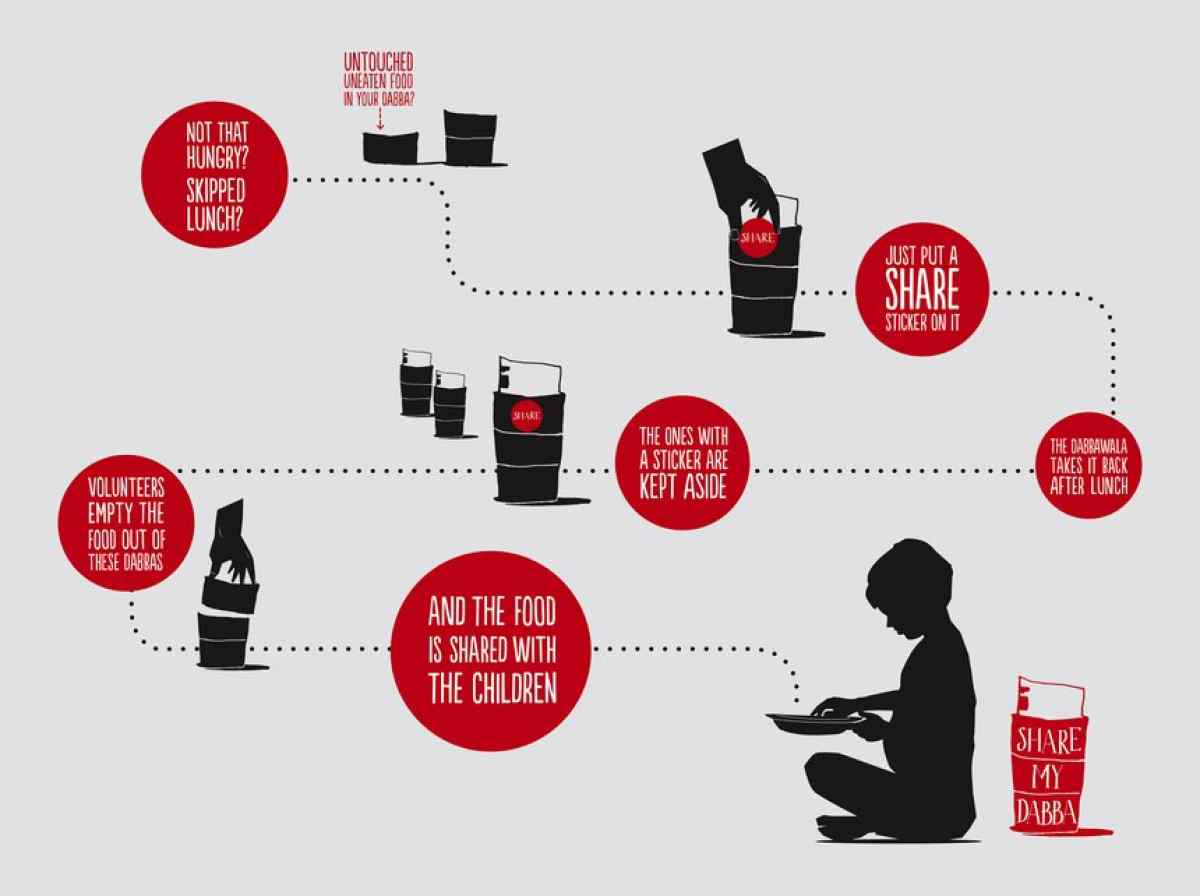 UNTOUCHED
UNEATEN FOOD
IN YOUR DABBA?
NOT THAT
HUNGRY?
SKIPPED
LUNCH?
SHARE
JUST PUT A
SHARE
STICKER ON IT
THE DABBAWALA
TAKES IT BACK
AFTER LUNCH
THE ONES WITH
A STICKER ARE
KEPT ASIDE
SHARE
VOLUNTEERS
EMPTY THE
FOOD OUT OF
THESE DABBAS
AND THE FOOD
IS SHARED WITH
THE CHILDREN
SHARE
MY
DABBA